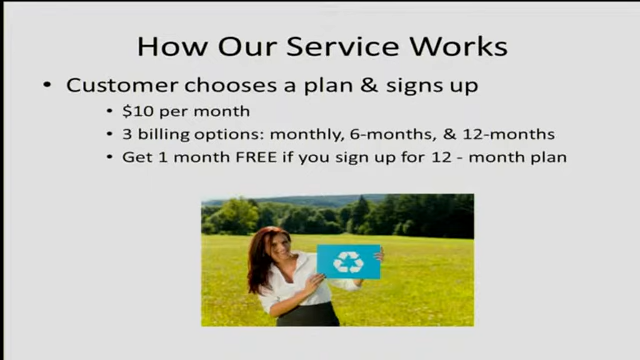 How Our Service Works
• Customer chooses a plan & signs up
• $10 per month
• 3 billing options: monthly, 6-months, & 12-months
• Get 1 month FREE if you sign up for 12 - month plan